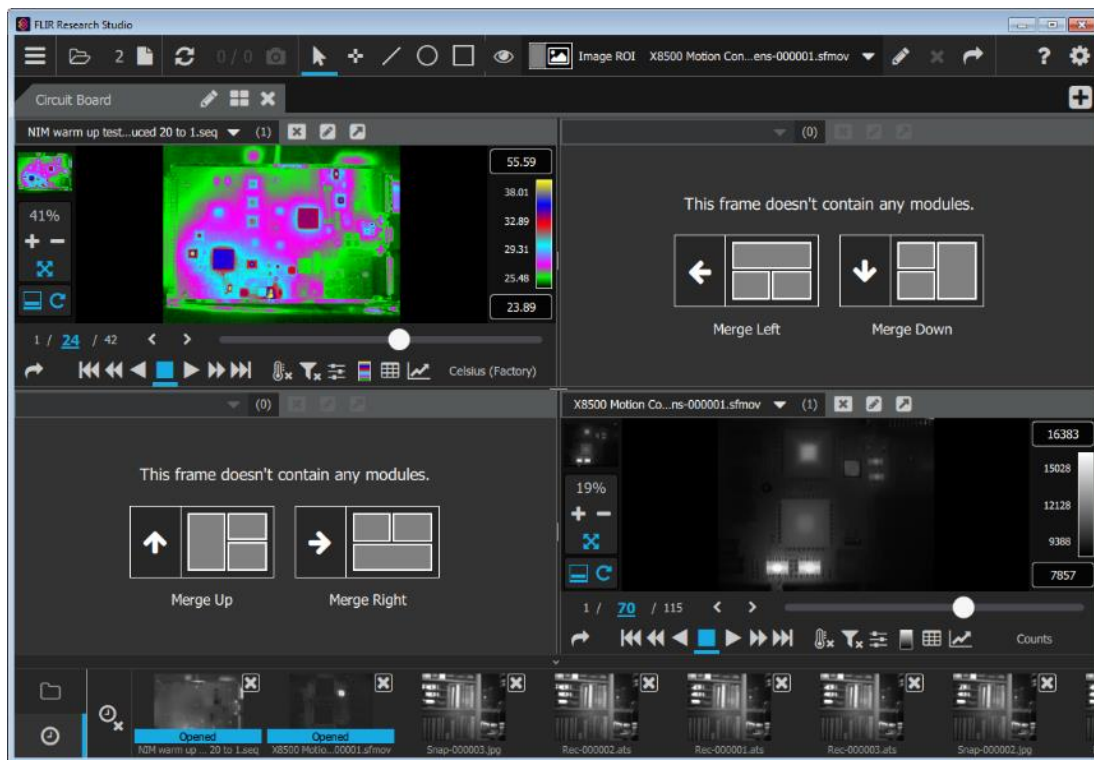 FLIR Research Studio
2
0 / 0
Image ROI X8500 Motion Con...ens-000001.sfmov
?
Circuit Board
NIM warm up test...uced 20 to 1.seq (1)
(0)
55.59
41%
38.01
32.89
29.31
25.48
23.89
1 / 24 / 42
Celsius (Factory)
This frame doesn't contain any modules.
Merge Left Merge Down
(0)
X8500 Motion Co...ns-000001.sfmov (1)
This frame doesn't contain any modules.
Merge Up Merge Right
16383
19%
15028
12128
9388
7857
1 / 70 / 115
Counts
Opened Opened
NIM warm up ... 20 to 1.seq X8500 Motio...00001.sfmov Snap-000003.jpg Rec-000002.ats Rec-000001.ats Rec-000003.ats Snap-000002.jpg